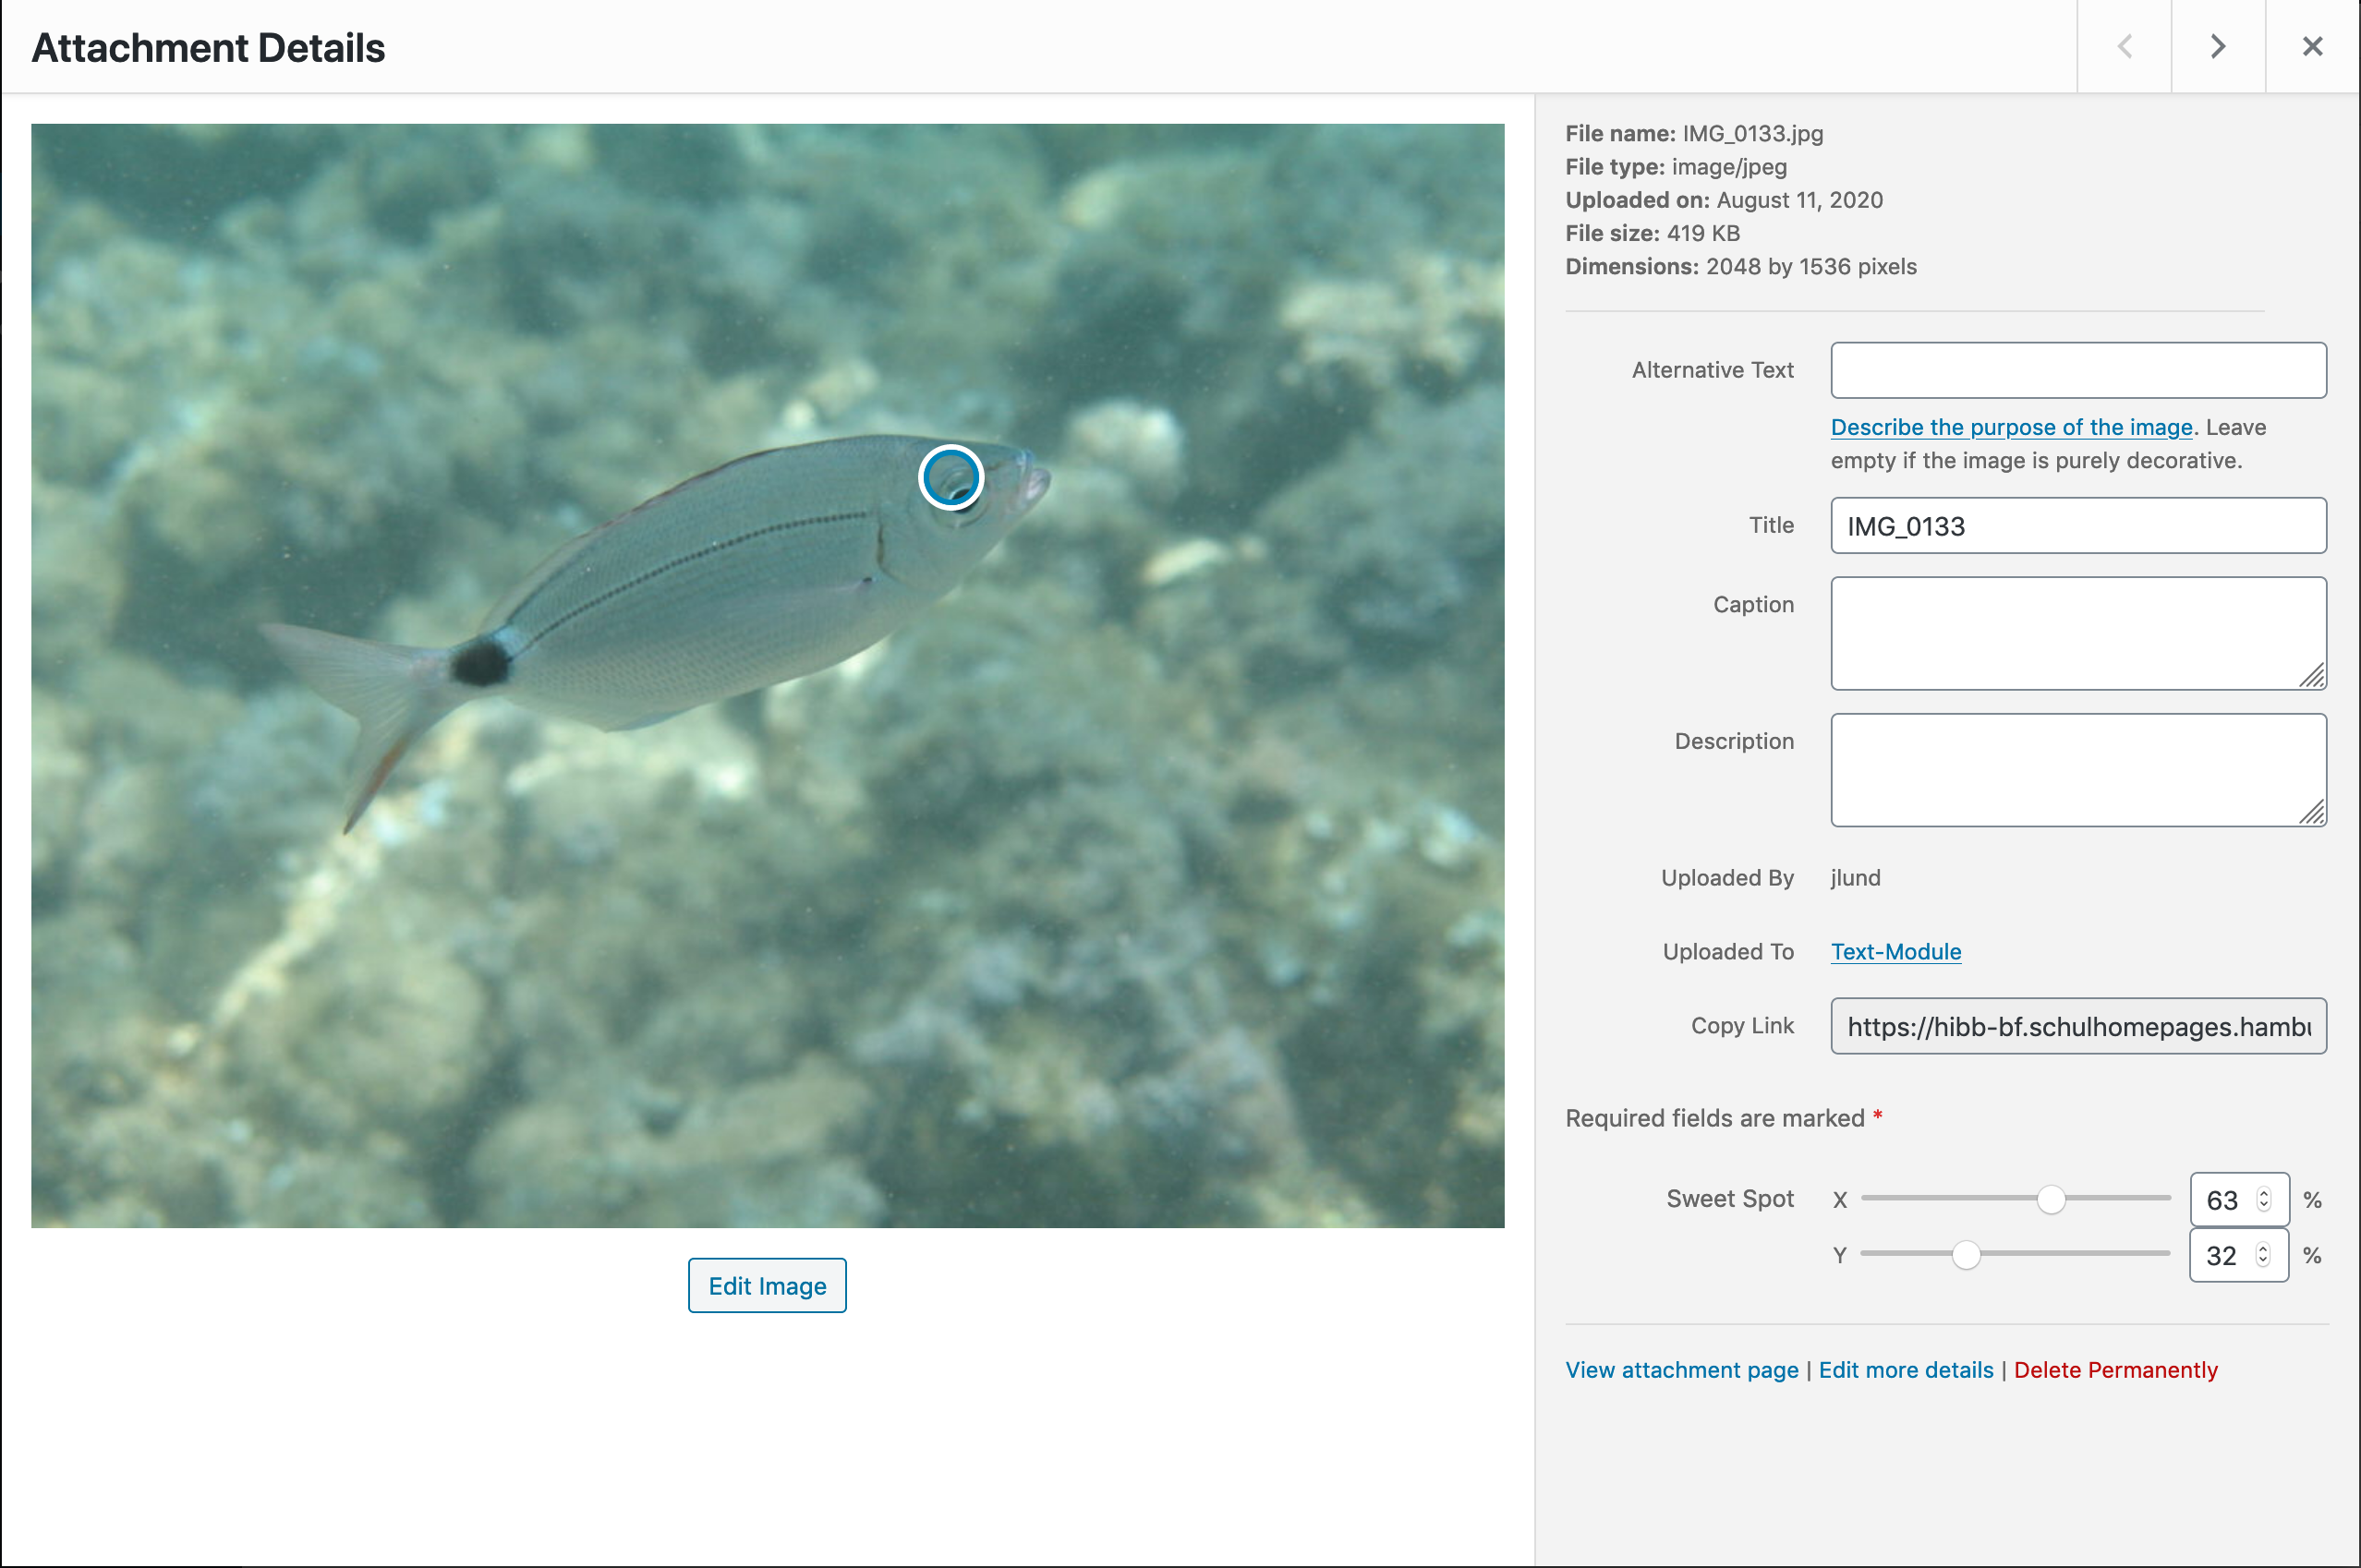 Attachment Details
File name: IMG_0133.jpg
File type: image/jpeg
Uploaded on: August 11, 2020
File size: 419 KB
Dimensions: 2048 by 1536 pixels
Alternative Text
Describe the purpose of the image. Leave
empty if the image is purely decorative.
Title IMG_0133
Caption
Description
Uploaded By jlund
Uploaded To Text-Module
Copy Link https://hibb-bf.schulhomepages.hambu
Required fields are marked *
Sweet Spot X 63 %
Y 32 %
Edit Image
View attachment page | Edit more details | Delete Permanently